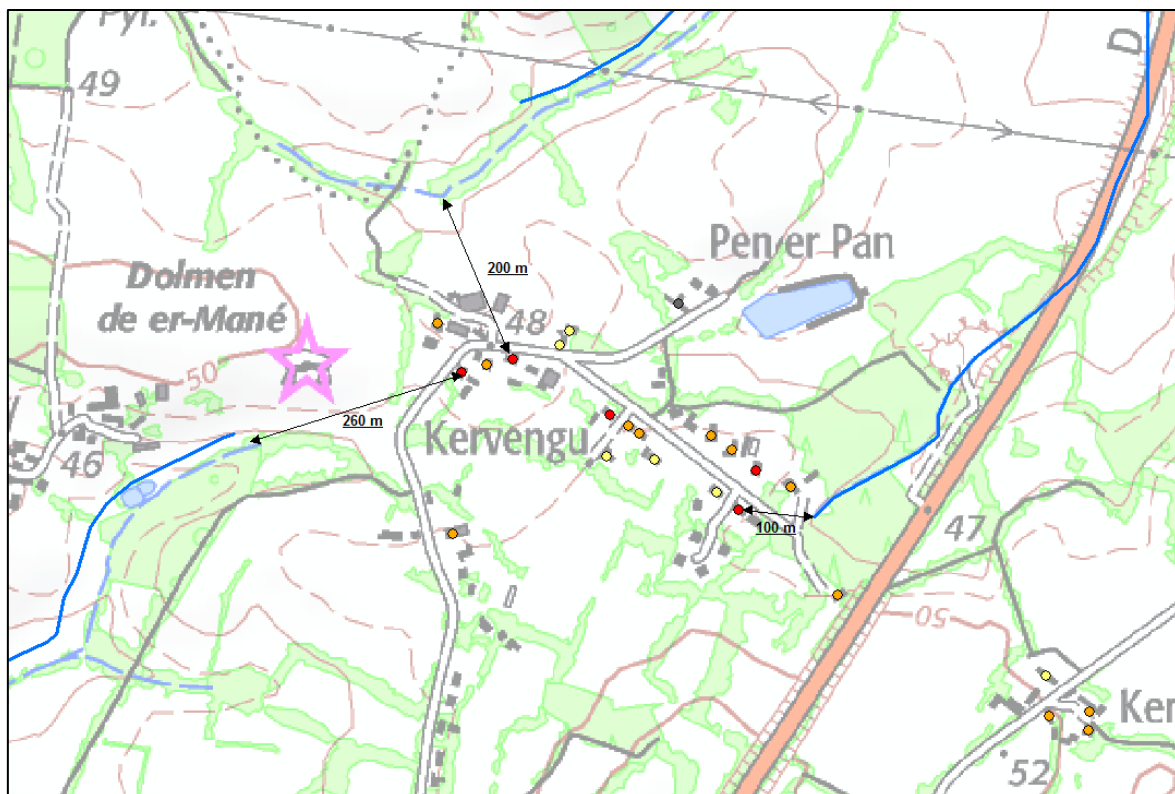 Pyr.
D
49
Pen er Pan
200 m
Dolmen
de er-Mané
48
50
260 m
Kervengu
46
100 m
47
50
Ker
52